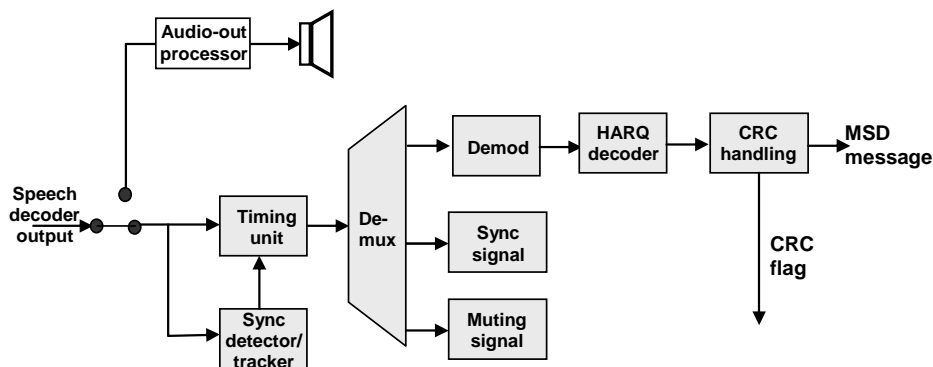 Audio-out
processor
Speech
decoder
output
Timing
unit
Sync
detector/
tracker
De-
mux
Demod
HARQ
decoder
CRC
handling
MSD
message
Sync
signal
Muting
signal
CRC
flag